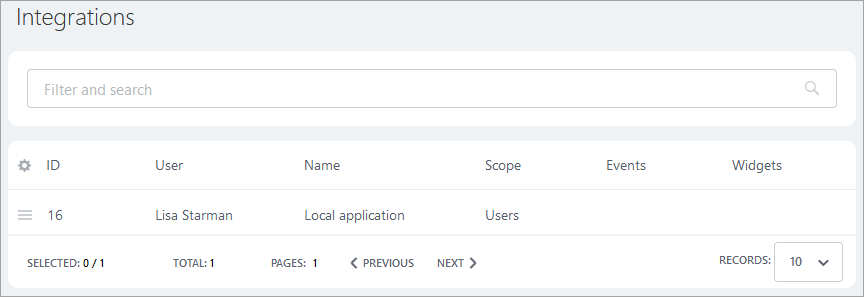 Integrations
Filter and search
ID User Name Scope Events Widgets
16 Lisa Starman Local application Users
SELECTED: 0 / 1 TOTAL: 1 PAGES: 1 PREVIOUS NEXT RECORDS: 10